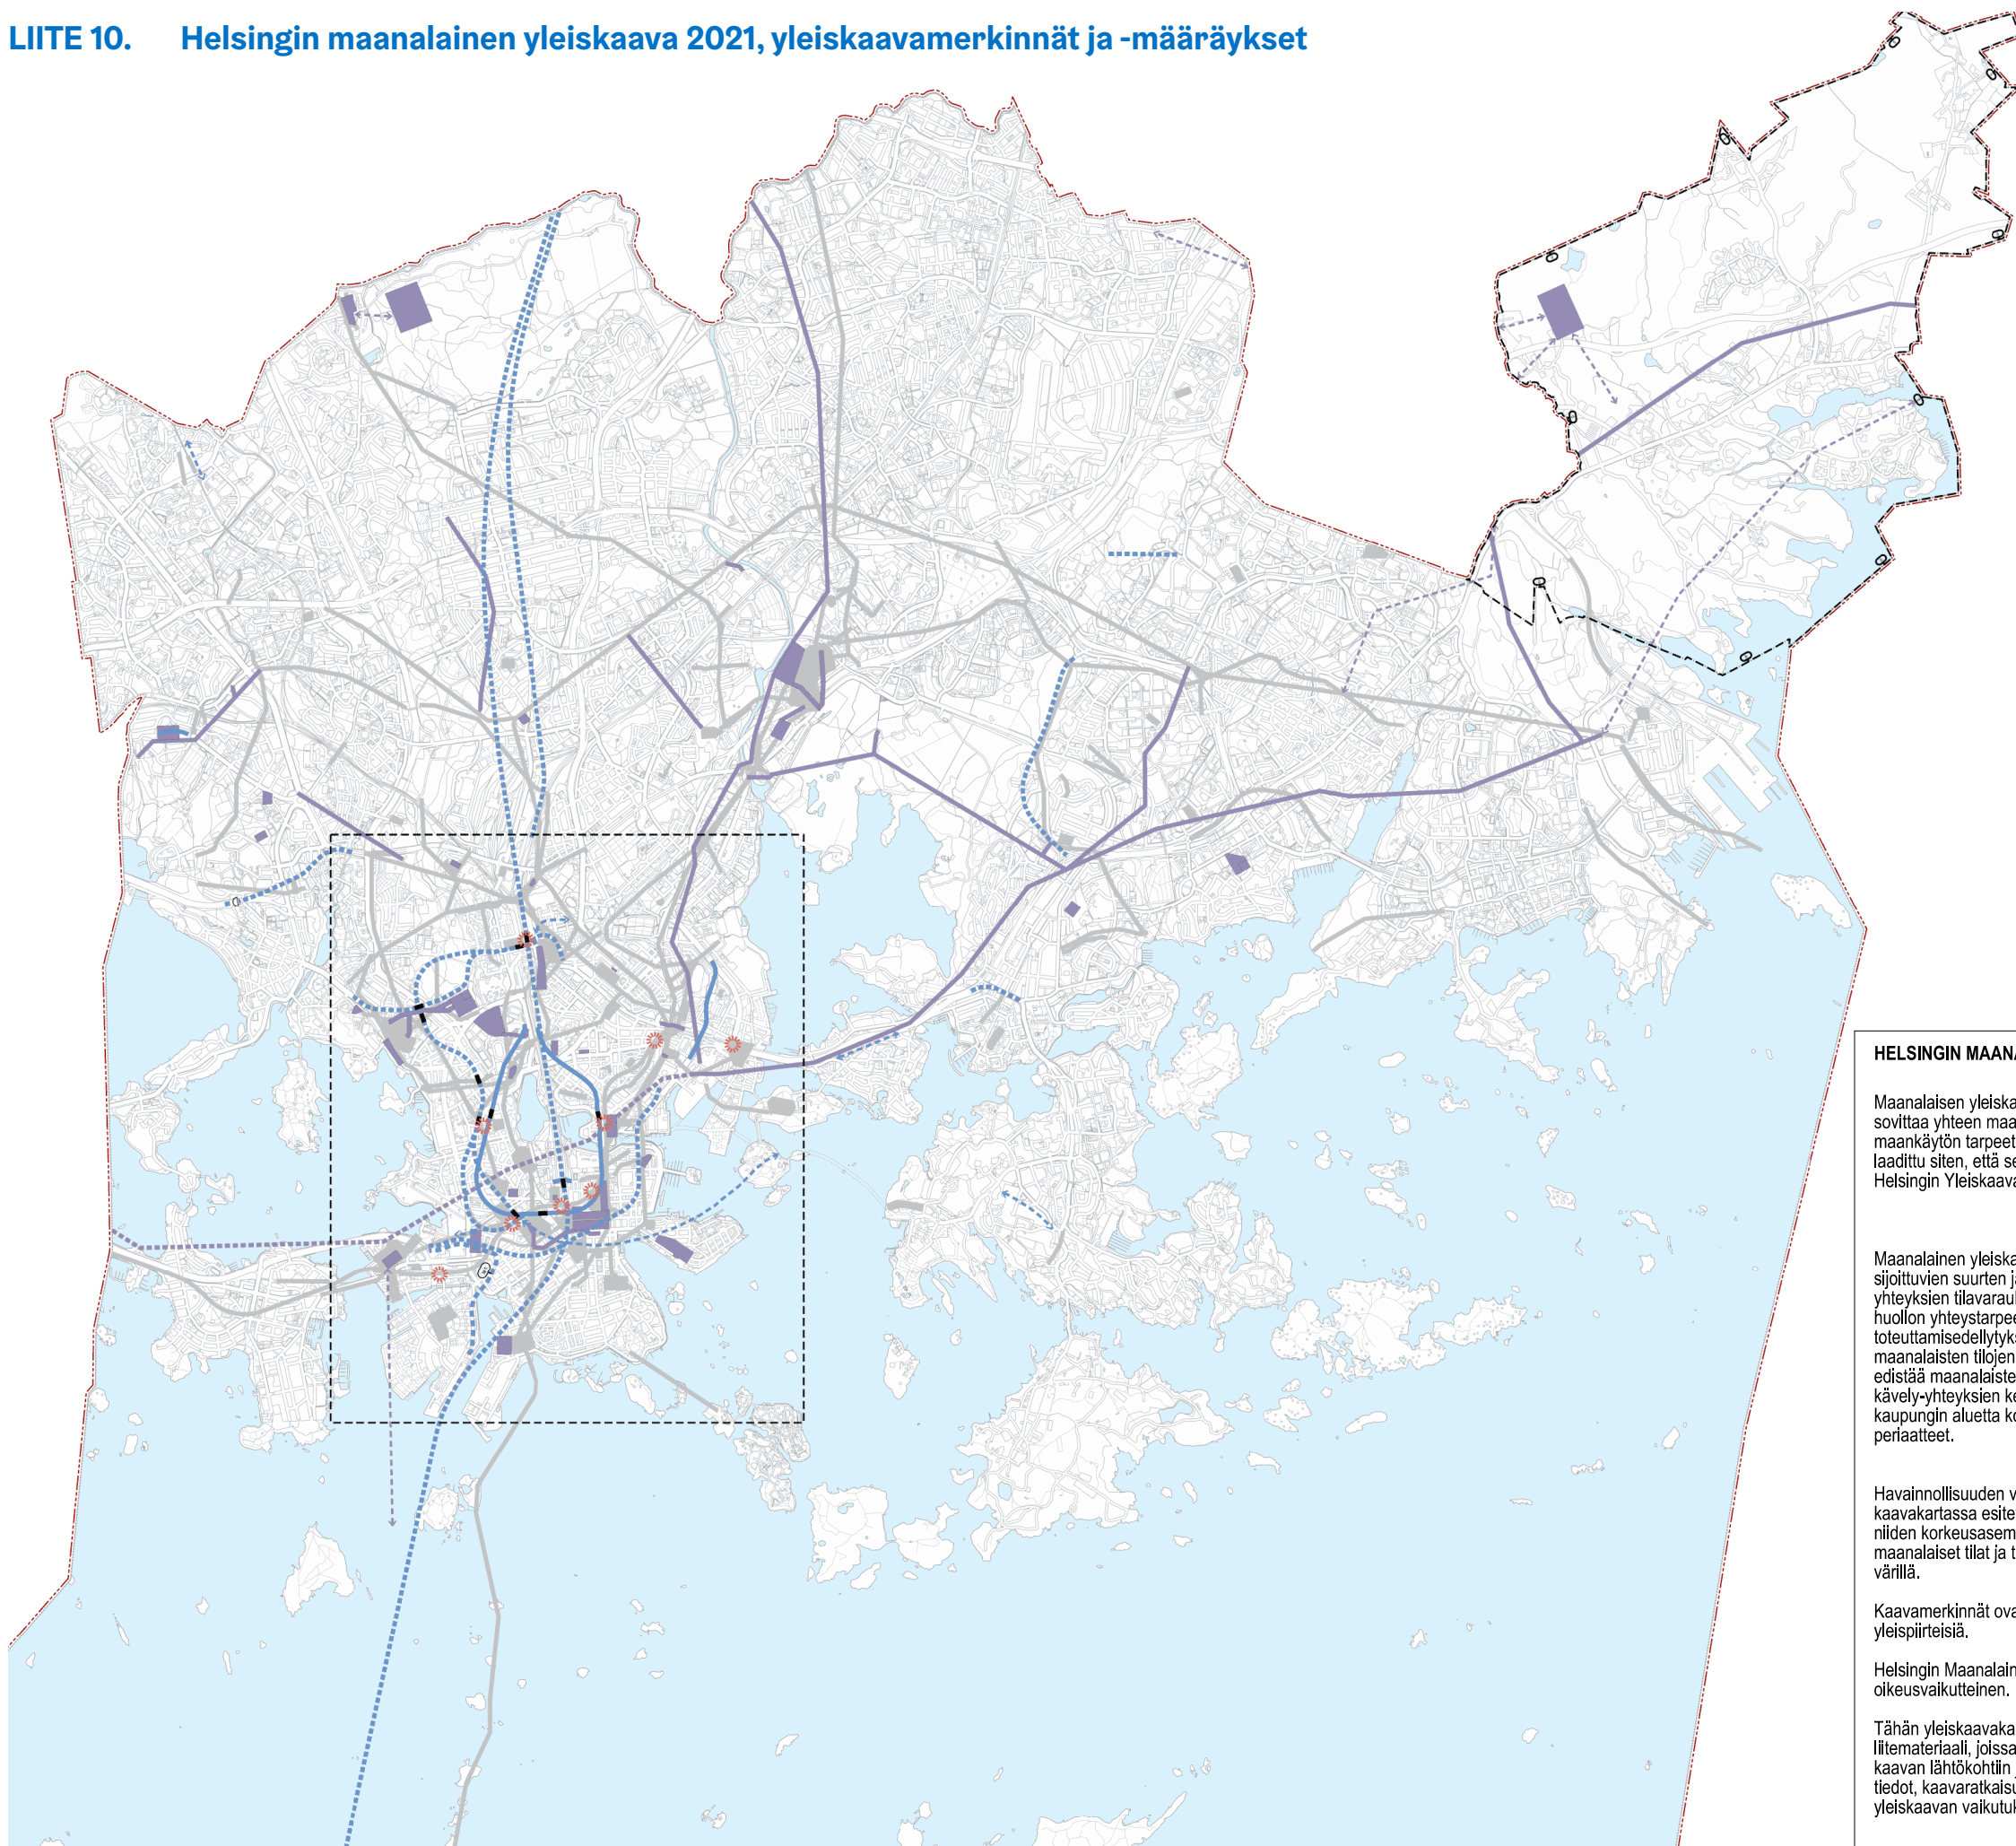 LIITE 10. Helsingin maanalainen yleiskaava 2021, yleiskaavamerkinnät ja -määräykset
HELSINGIN MAANA
Maanalaisen yleiska
sovittaa yhteen maa
maankäytön tarpeet
laadittu siten, että se
Helsingin Yleiskaava
Maanalainen yleiska
sijoittuvien suurten ja
yhteyksien tilavarauk
huollon yhteystarpee
toteuttamisedellytyks
maanalaisten tilojen
edistää maanalaiste
kävely-yhteyksien ke
kaupungin aluetta ko
periaatteet.
Havainnollisuuden v
kaavakartassa esite
niiden korkeusasem
maanalaiset tilat ja t
värillä.
Kaavamerkinnät ova
yleispiirteisiä.
Helsingin Maanalain
oikeusvaikutteinen.
Tähän yleiskaavaka
liitemateriaali, joissa
kaavan lähtökohtiin j
tiedot, kaavaratkaisu
yleiskaavan vaikutuk